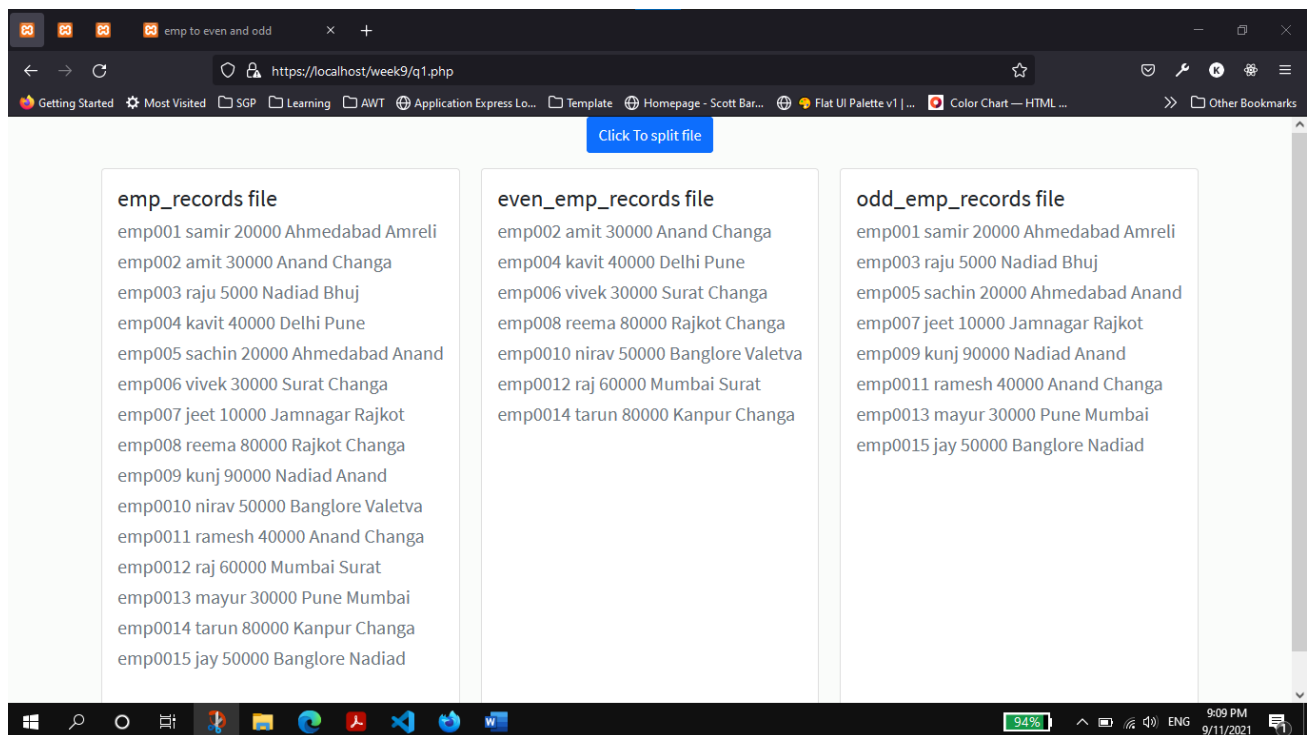 emp to even and odd
https://localhost/week9/q1.php
K
Getting Started Most Visited SGP Learning AWT Application Express Lo... Template Homepage - Scott Bar... Flat UI Palette v1 | ... Color Chart — HTML ... Other Bookmarks
Click To split file
emp_records file
emp001 samir 20000 Ahmedabad Amreli
emp002 amit 30000 Anand Changa
emp003 raju 5000 Nadiad Bhuj
emp004 kavit 40000 Delhi Pune
emp005 sachin 20000 Ahmedabad Anand
emp006 vivek 30000 Surat Changa
emp007 jeet 10000 Jamnagar Rajkot
emp008 reema 80000 Rajkot Changa
emp009 kunj 90000 Nadiad Anand
emp0010 nirav 50000 Banglore Valetva
emp0011 ramesh 40000 Anand Changa
emp0012 raj 60000 Mumbai Surat
emp0013 mayur 30000 Pune Mumbai
emp0014 tarun 80000 Kanpur Changa
emp0015 jay 50000 Banglore Nadiad
even_emp_records file
emp002 amit 30000 Anand Changa
emp004 kavit 40000 Delhi Pune
emp006 vivek 30000 Surat Changa
emp008 reema 80000 Rajkot Changa
emp0010 nirav 50000 Banglore Valetva
emp0012 raj 60000 Mumbai Surat
emp0014 tarun 80000 Kanpur Changa
odd_emp_records file
emp001 samir 20000 Ahmedabad Amreli
emp003 raju 5000 Nadiad Bhuj
emp005 sachin 20000 Ahmedabad Anand
emp007 jeet 10000 Jamnagar Rajkot
emp009 kunj 90000 Nadiad Anand
emp0011 ramesh 40000 Anand Changa
emp0013 mayur 30000 Pune Mumbai
emp0015 jay 50000 Banglore Nadiad
94%
ENG
9:09 PM
9/11/2021
1